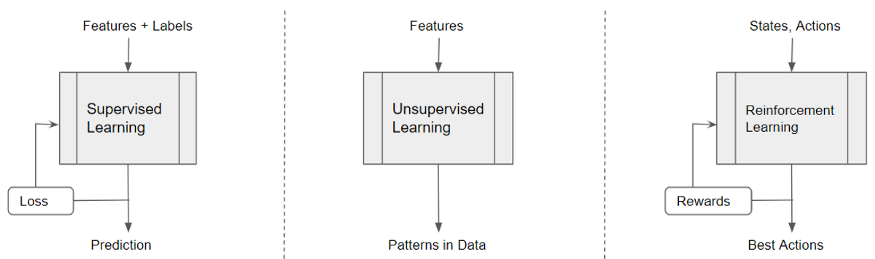 Features + Labels
Supervised
Learning
Loss
Prediction
Features
Unsupervised
Learning
Patterns in Data
States, Actions
Reinforcement
Learning
Rewards
Best Actions